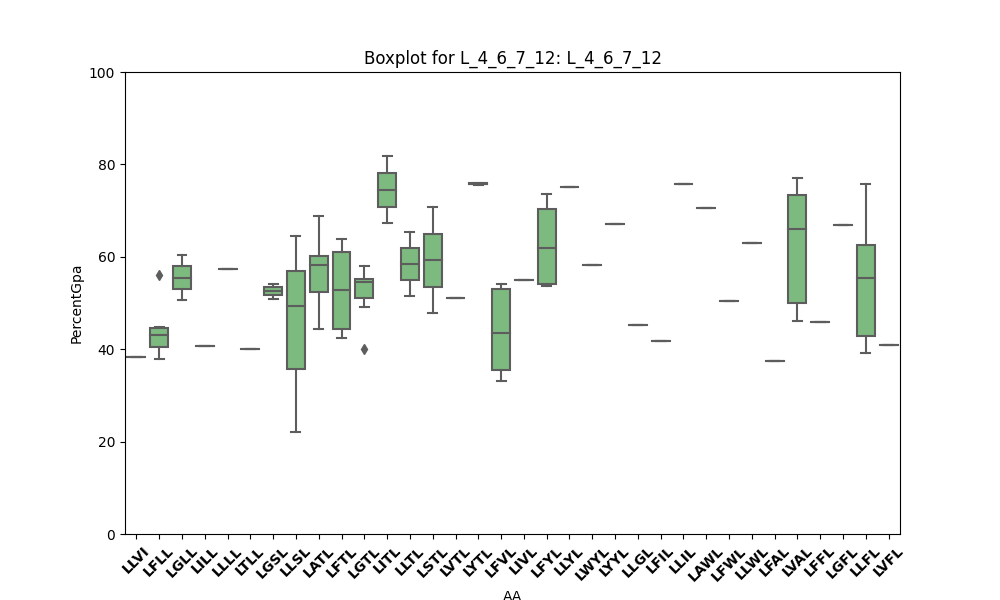 Boxplot for L_4_6_7_12: L_4_6_7_12
PercentGpa
100
80
60
40
20
0
LLVI
LFLL
LGLL
LILL
LLLL
LTLL
LGSL
LLSL
LATL
LFTL
LGTL
LITL
LLTL
LSTL
LVTL
LYTL
LFVL
LIVL
LFYL
LLYL
LWYL
LYYL
LLGL
LFIL
LLIL
LAWL
LFWL
LLWL
LFAL
LVAL
LFFL
LGFL
LLFL
LVFL
AA